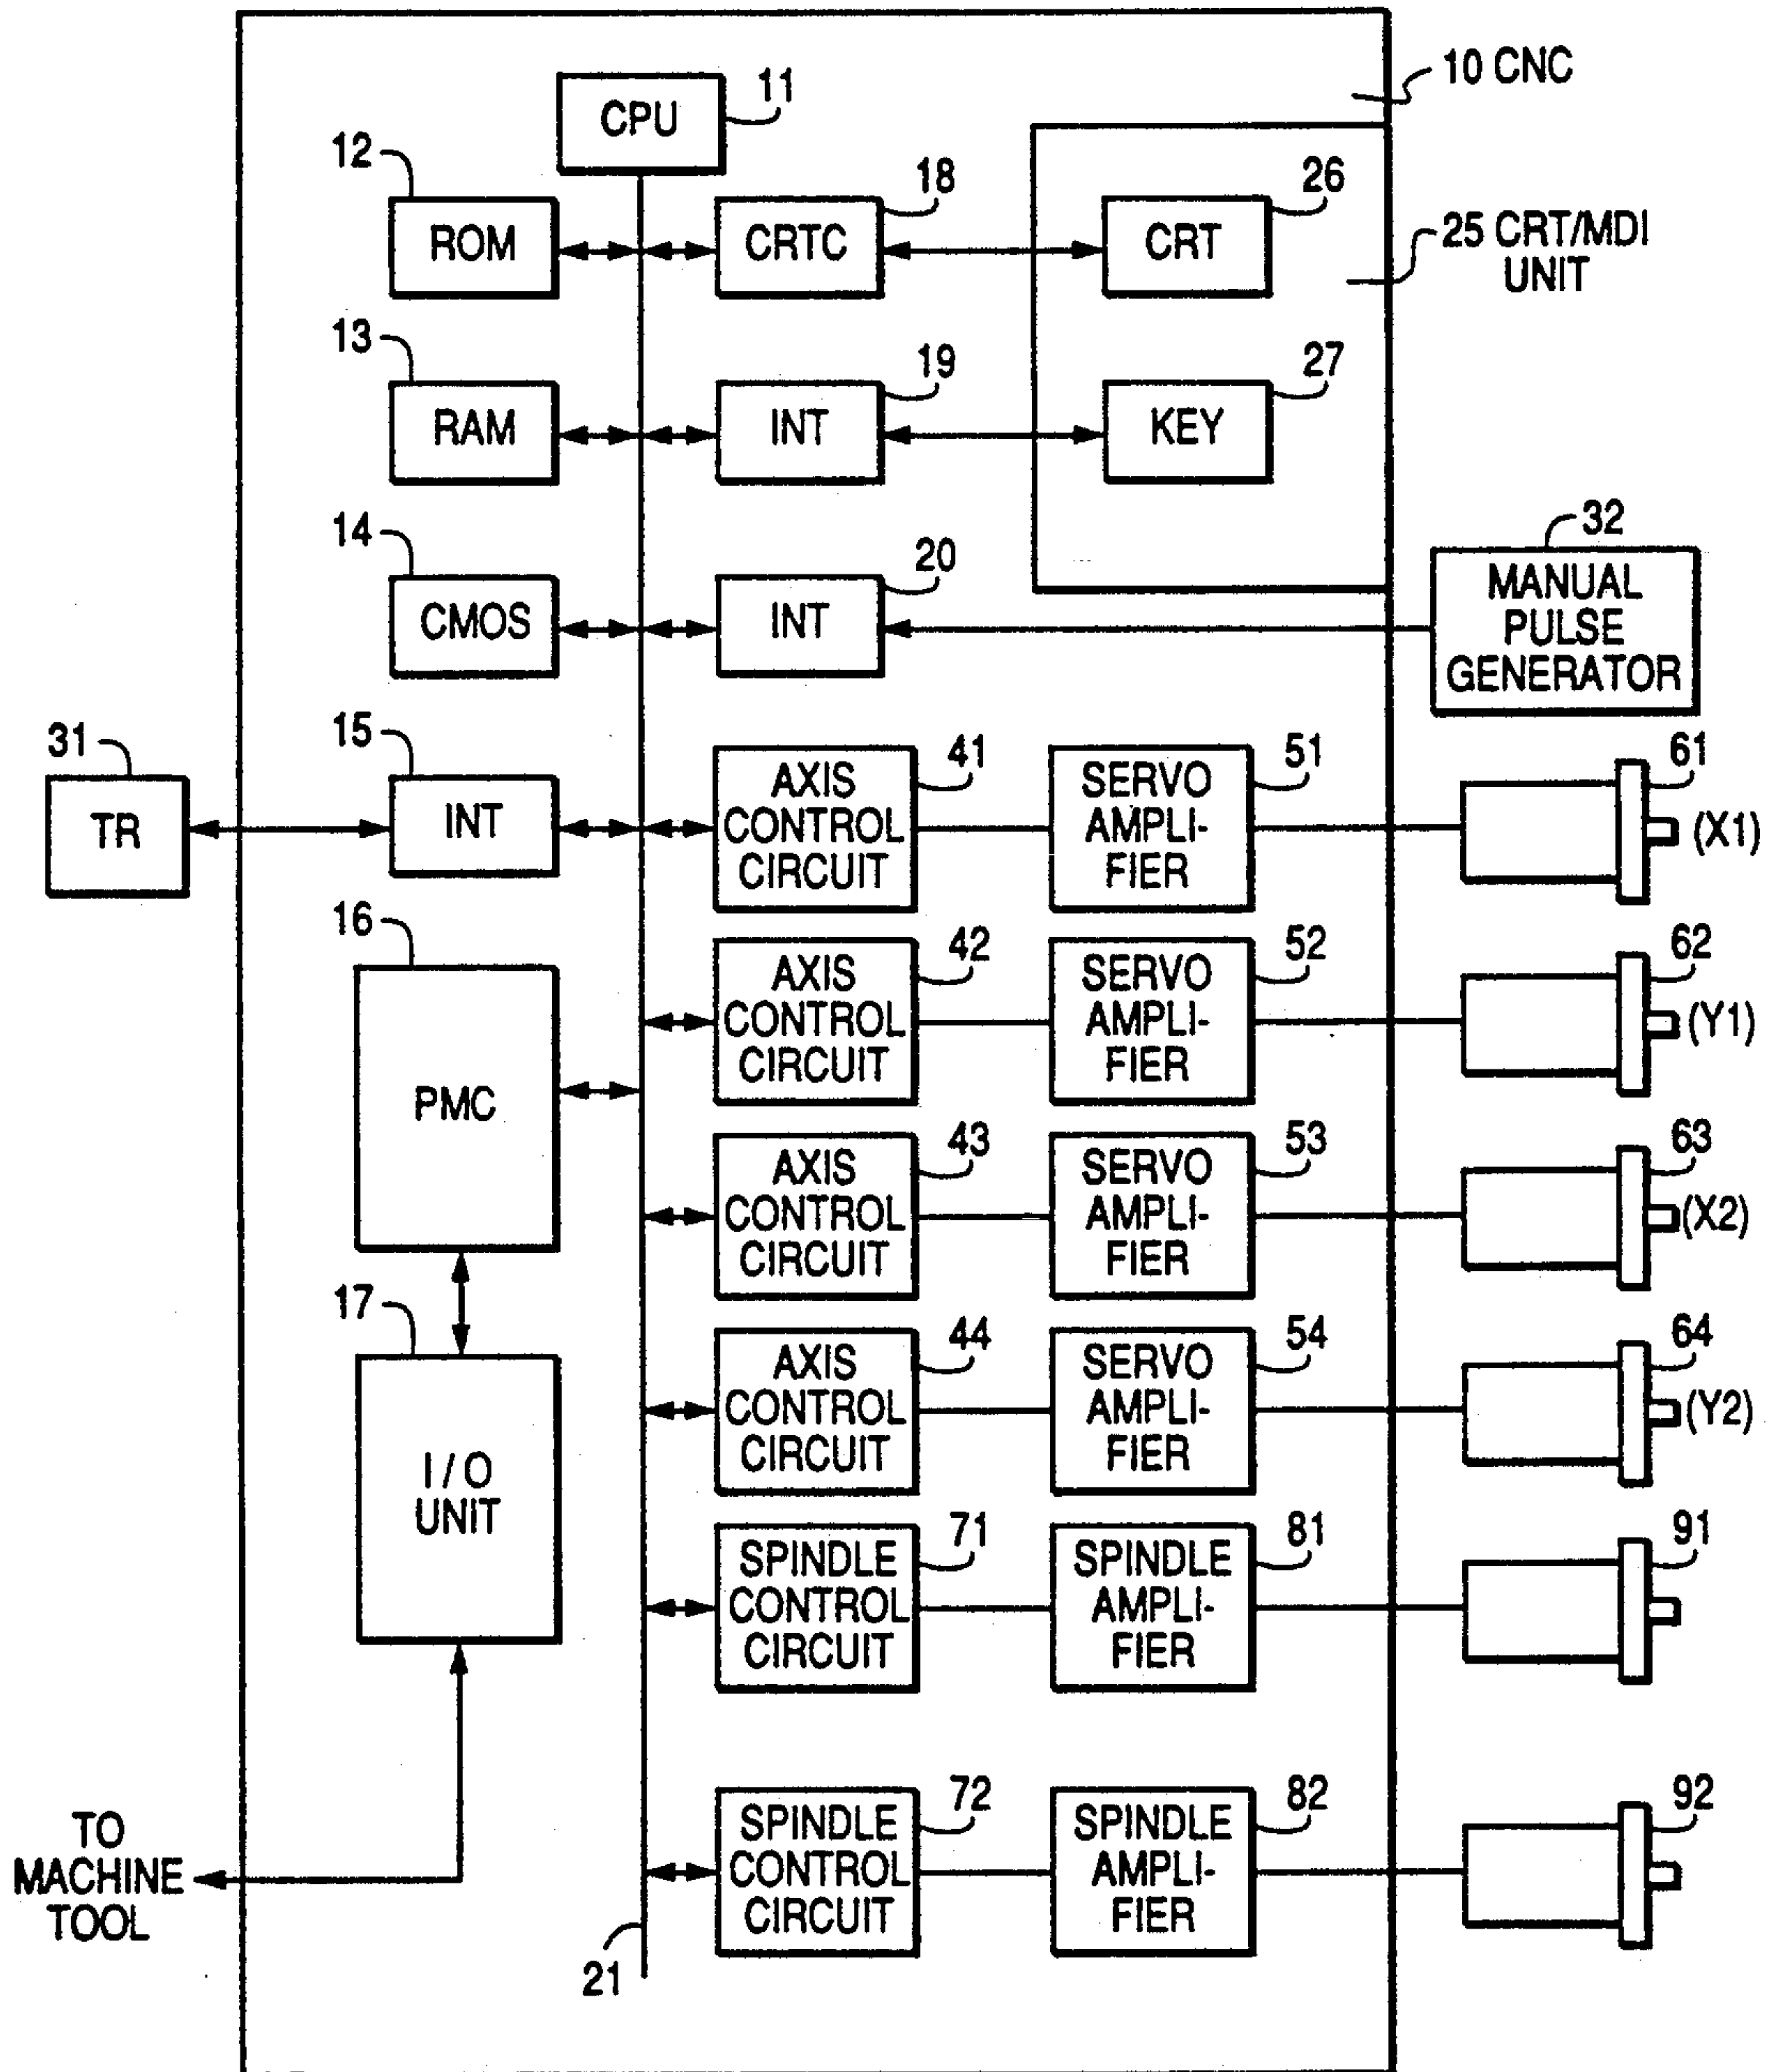 10 CNC
CPU
11
12
ROM
18
CRTC
26
CRT
25 CRT/MDI
UNIT
13
RAM
19
INT
27
KEY
14
CMOS
20
INT
32
MANUAL
PULSE
GENERATOR
31
TR
15
INT
41
AXIS
CONTROL
CIRCUIT
51
SERVO
AMPLI-
FIER
61
(X1)
16
PMC
42
AXIS
CONTROL
CIRCUIT
52
SERVO
AMPLI-
FIER
62
(Y1)
43
AXIS
CONTROL
CIRCUIT
53
SERVO
AMPLI-
FIER
63
(X2)
17
I/O
UNIT
44
AXIS
CONTROL
CIRCUIT
54
SERVO
AMPLI-
FIER
64
(Y2)
71
SPINDLE
CONTROL
CIRCUIT
81
SPINDLE
AMPLI-
FIER
91
72
SPINDLE
CONTROL
CIRCUIT
82
SPINDLE
AMPLI-
FIER
92
TO
MACHINE
TOOL
21